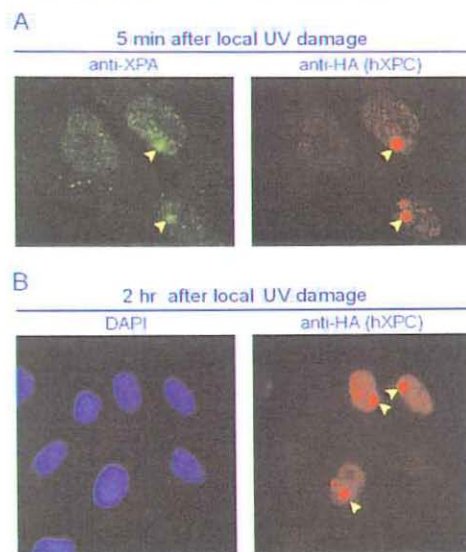 A
5 min after local UV damage
anti-XPA anti-HA (hXPC)
B
2 hr after local UV damage
DAPI anti-HA (hXPC)